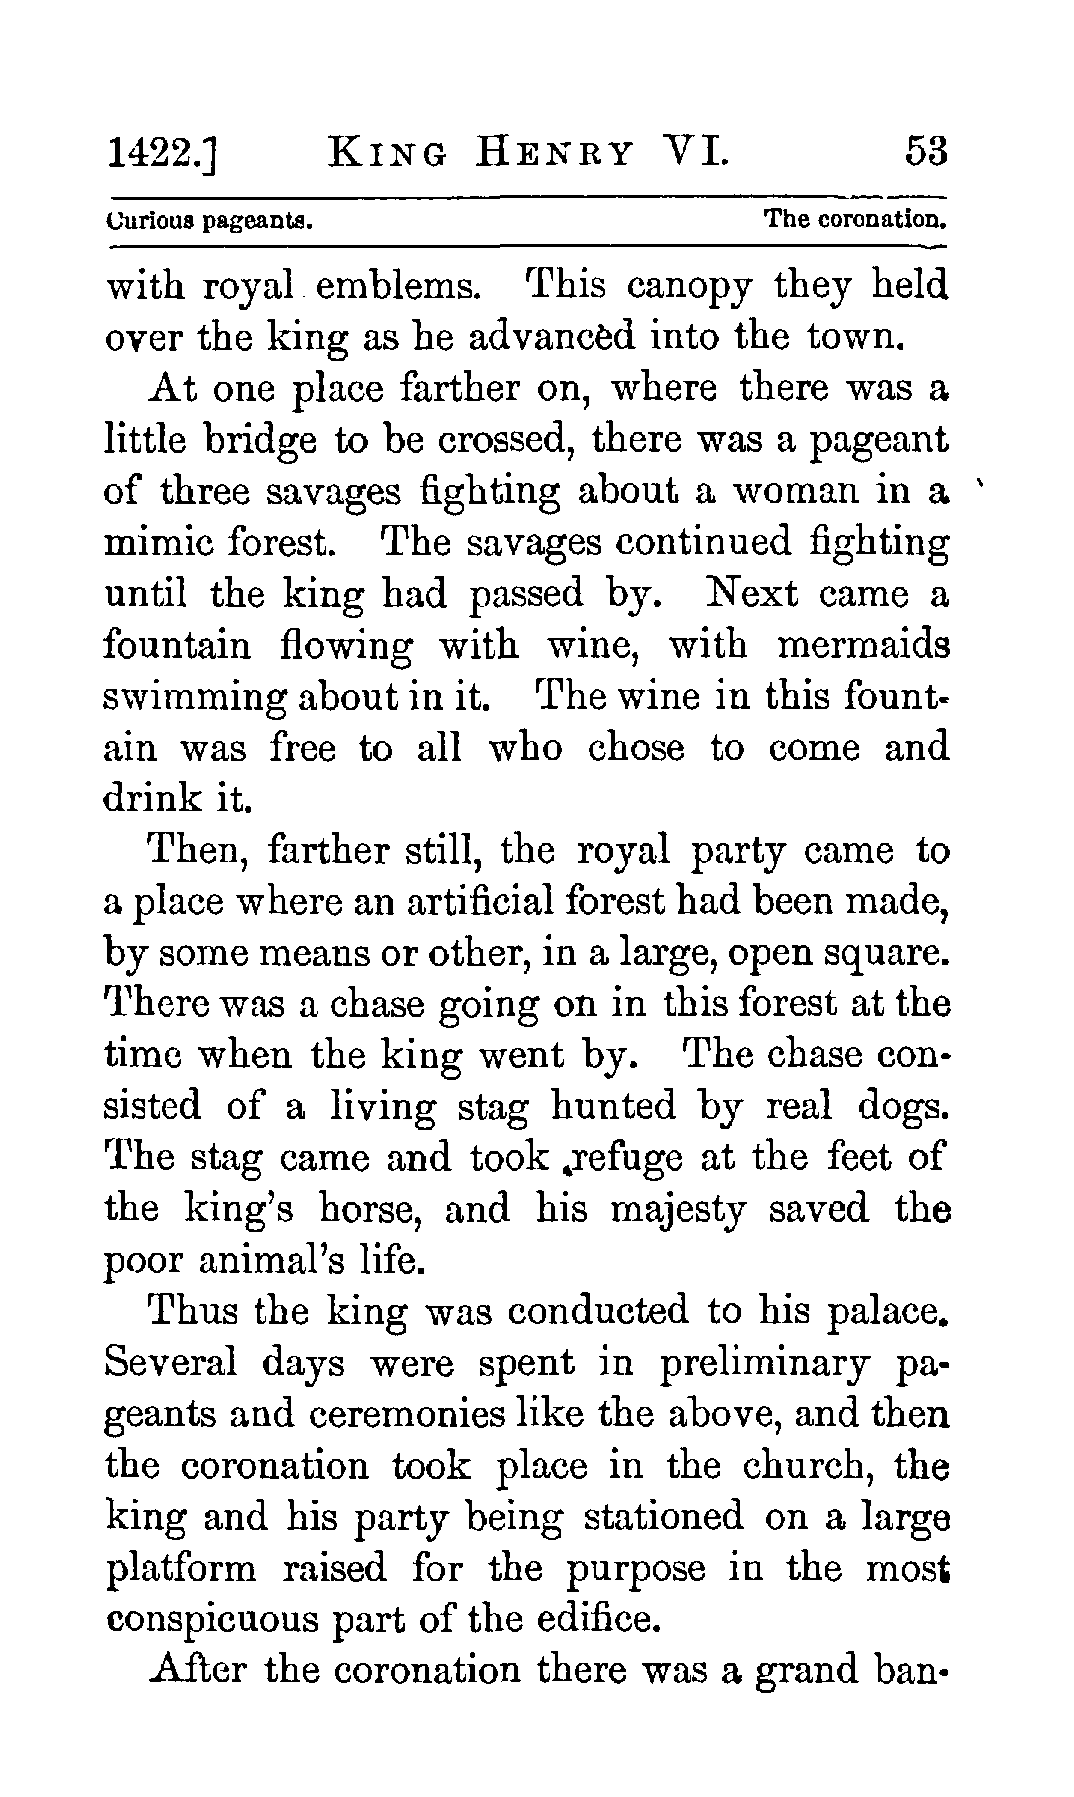 1422.] King Henry VI. 53
Curious pageants. The coronation.
with royal emblems. This canopy they held
over the king as he advanced into the town.
At one place farther on, where there was a
little bridge to be crossed, there was a pageant
of three savages fighting about a woman in a
mimic forest. The savages continued fighting
until the king had passed by. Next came a
fountain flowing with wine, with mermaids
swimming about in it. The wine in this fount-
ain was free to all who chose to come and
drink it.
Then, farther still, the royal party came to
a place where an artificial forest had been made,
by some means or other, in a large, open square.
There was a chase going on in this forest at the
time when the king went by. The chase con-
sisted of a living stag hunted by real dogs.
The stag came and took refuge at the feet of
the king's horse, and his majesty saved the
poor animal's life.
Thus the king was conducted to his palace.
Several days were spent in preliminary pa-
geants and ceremonies like the above, and then
the coronation took place in the church, the
king and his party being stationed on a large
platform raised for the purpose in the most
conspicuous part of the edifice.
After the coronation there was a grand ban-